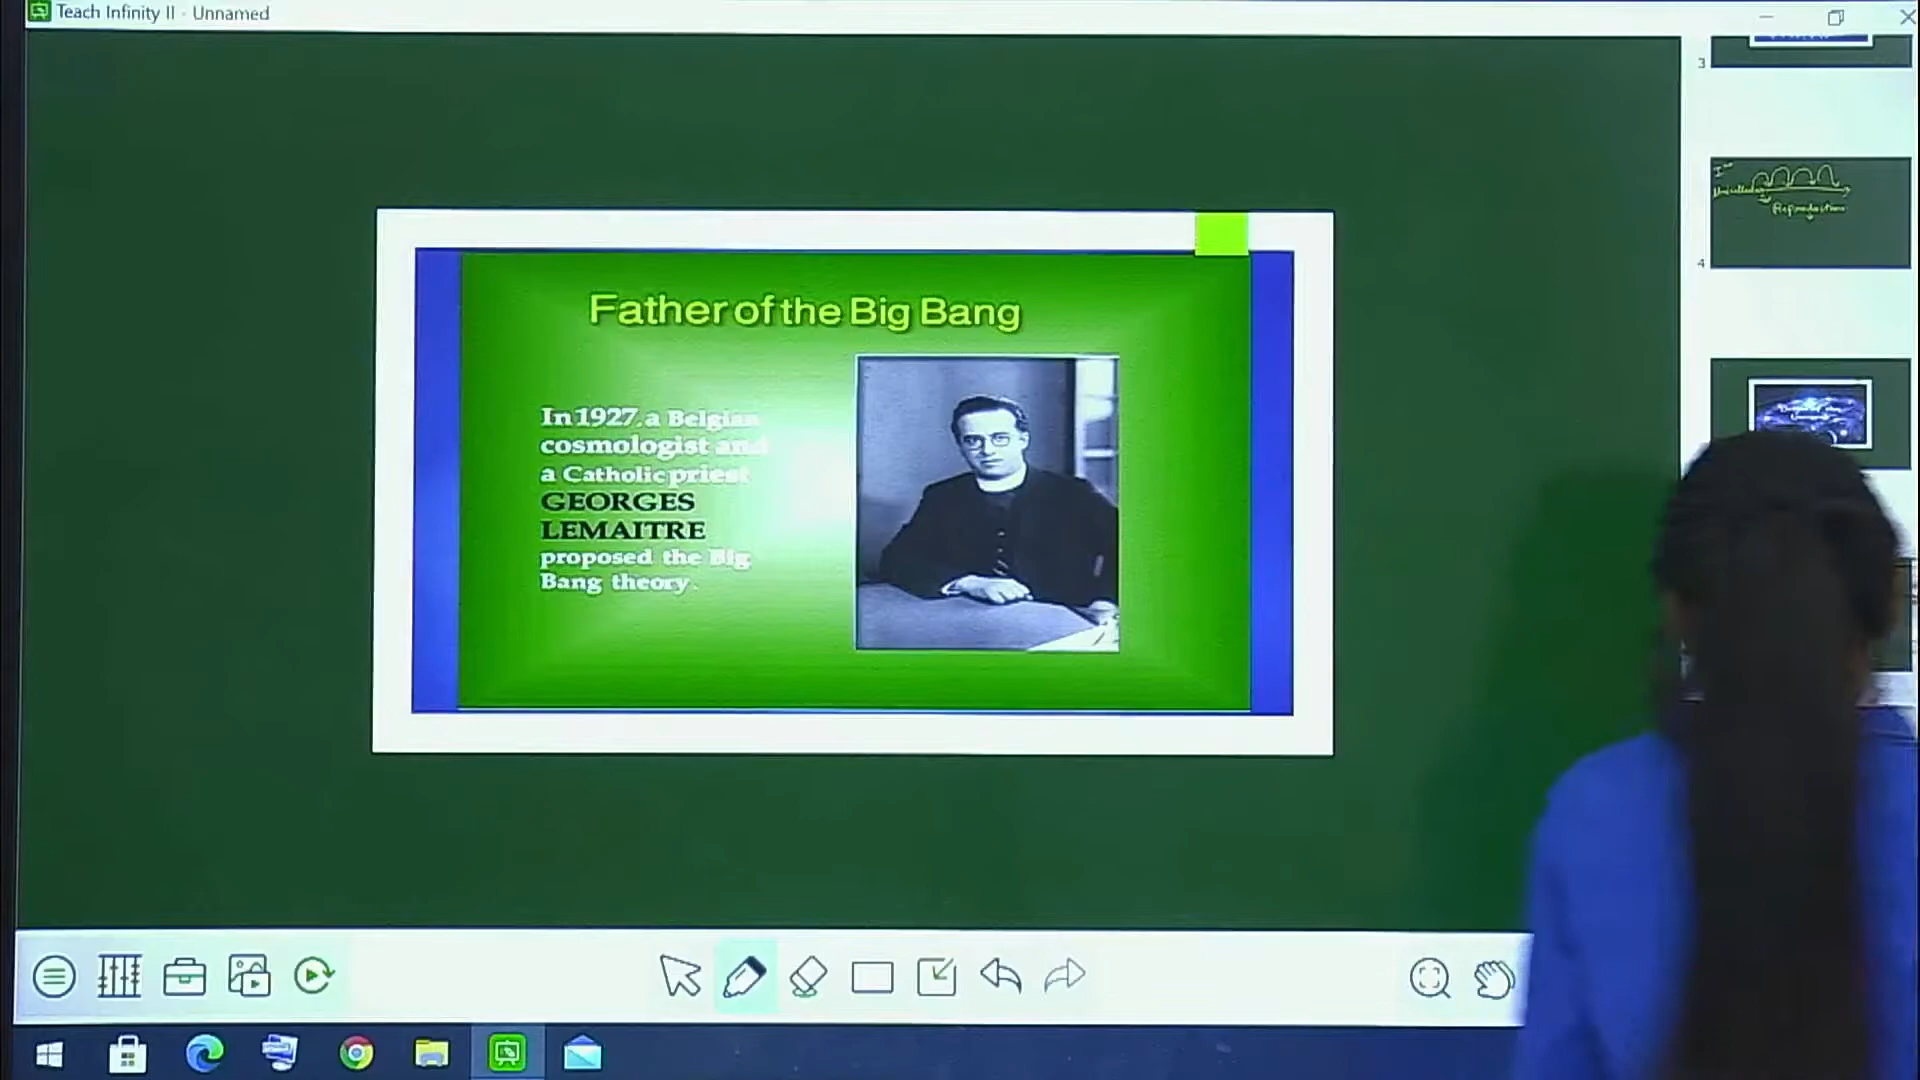 Teach Infinity II - Unnamed
3
4
Reproduction
Father of the Big Bang
In 1927, a Belgian
cosmologist and
a Catholic priest
GEORGES
LEMAITRE
proposed the Big
Bang theory.